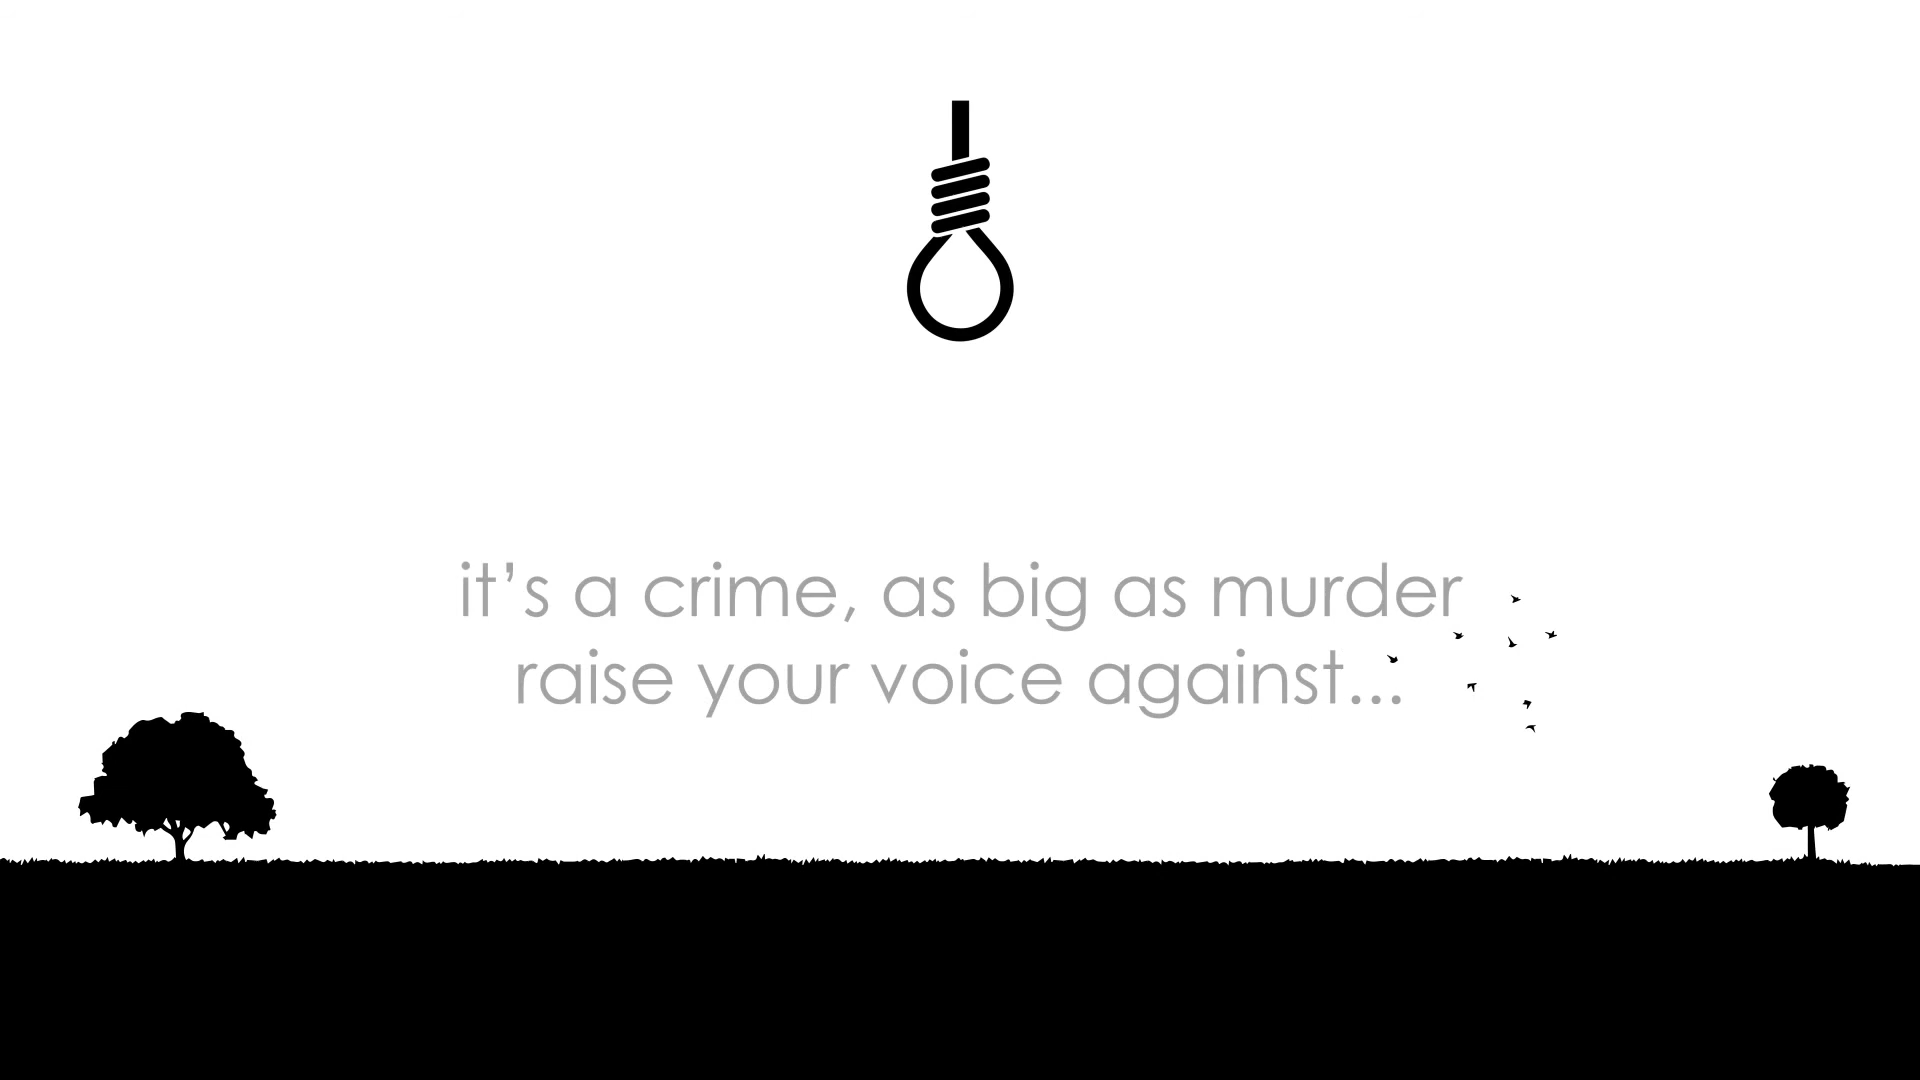 it’s a crime, as big as murder
raise your voice against...